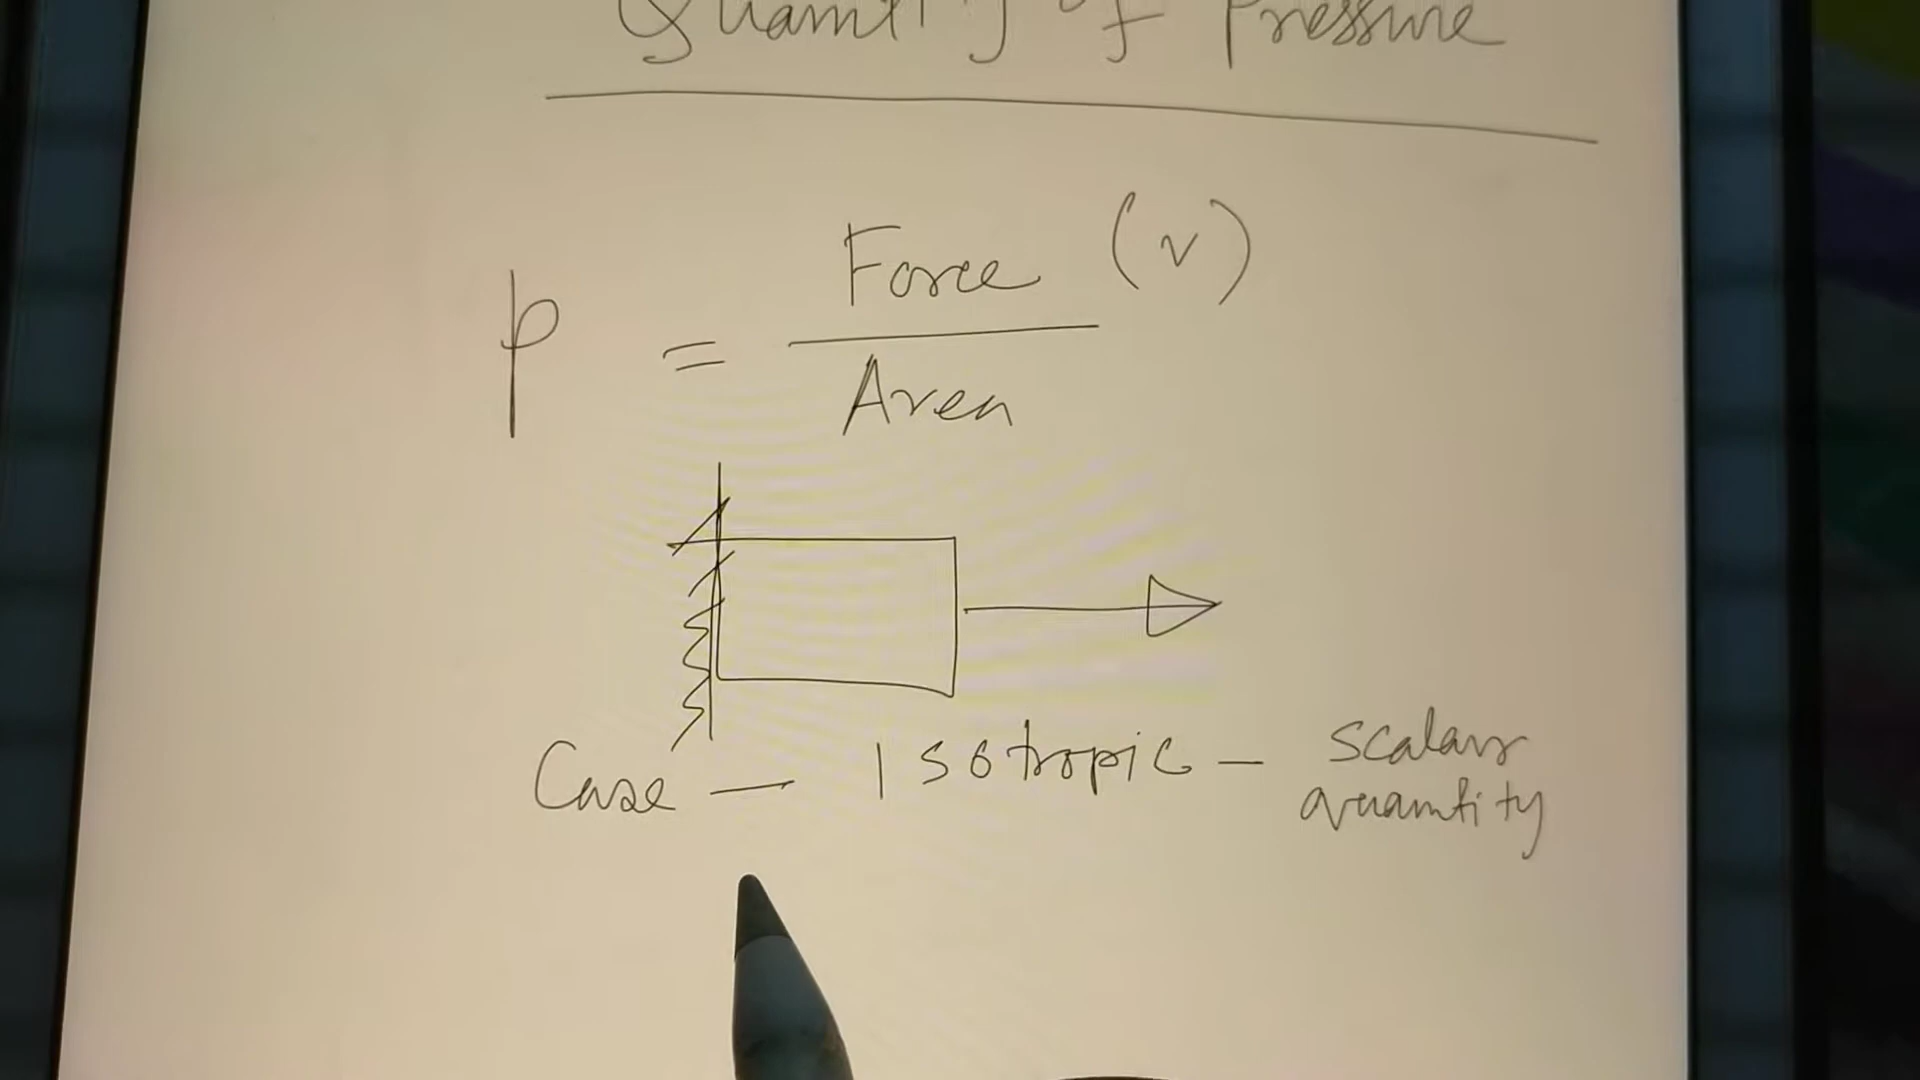 Quantity of Pressure
p = Force (v)
Area
Case - Isotropic - scalar
quantity